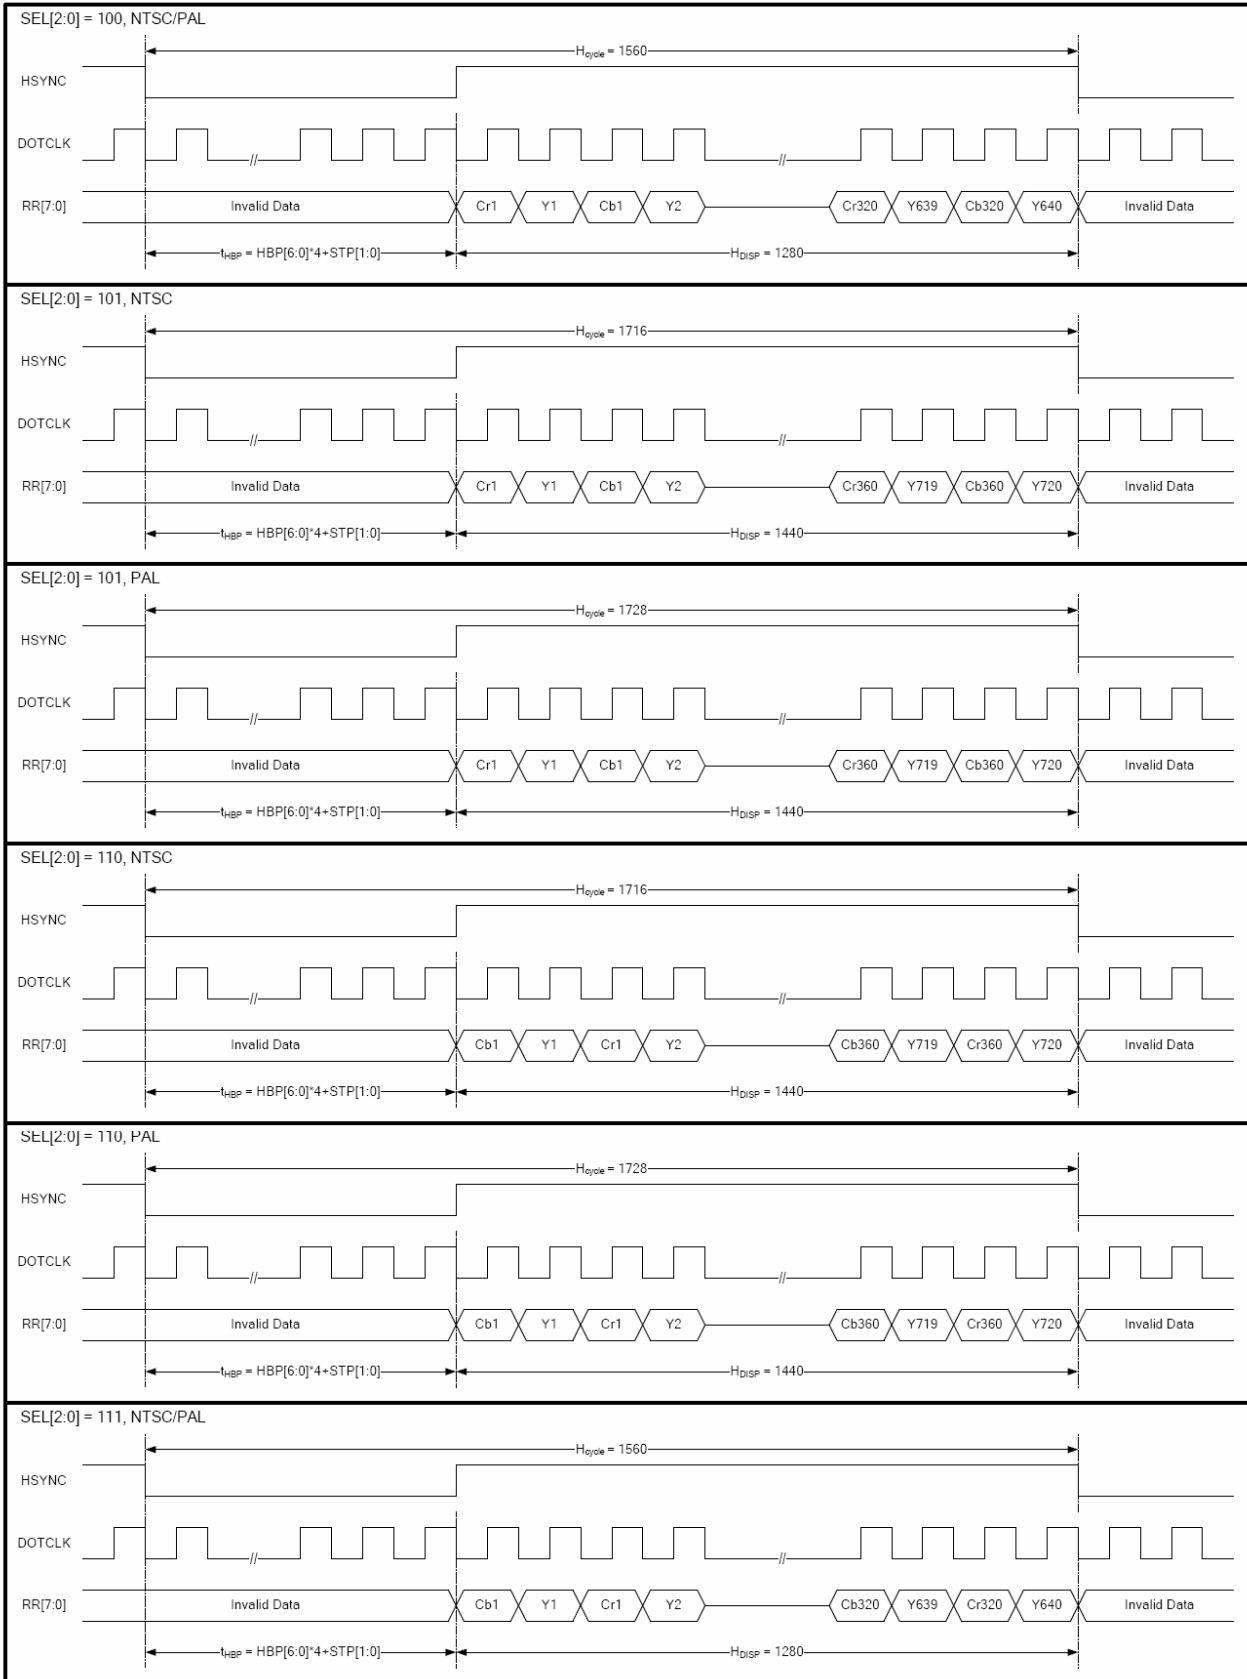 SEL[2:0] = 100, NTSC/PAL
Hcycle = 1560
HSYNC
DOTCLK
// //
RR[7:0] Invalid Data Cr1 Y1 Cb1 Y2 Cr320 Y639 Cb320 Y640 Invalid Data
tHBP = HBP[6:0]*4+STP[1:0] HDISP = 1280
SEL[2:0] = 101, NTSC
Hcycle = 1716
HSYNC
DOTCLK
// //
RR[7:0] Invalid Data Cr1 Y1 Cb1 Y2 Cr360 Y719 Cb360 Y720 Invalid Data
tHBP = HBP[6:0]*4+STP[1:0] HDISP = 1440
SEL[2:0] = 101, PAL
Hcycle = 1728
HSYNC
DOTCLK
// //
RR[7:0] Invalid Data Cr1 Y1 Cb1 Y2 Cr360 Y719 Cb360 Y720 Invalid Data
tHBP = HBP[6:0]*4+STP[1:0] HDISP = 1440
SEL[2:0] = 110, NTSC
Hcycle = 1716
HSYNC
DOTCLK
// //
RR[7:0] Invalid Data Cb1 Y1 Cr1 Y2 Cb360 Y719 Cr360 Y720 Invalid Data
tHBP = HBP[6:0]*4+STP[1:0] HDISP = 1440
SEL[2:0] = 110, PAL
Hcycle = 1728
HSYNC
DOTCLK
// //
RR[7:0] Invalid Data Cb1 Y1 Cr1 Y2 Cb360 Y719 Cr360 Y720 Invalid Data
tHBP = HBP[6:0]*4+STP[1:0] HDISP = 1440
SEL[2:0] = 111, NTSC/PAL
Hcycle = 1560
HSYNC
DOTCLK
// //
RR[7:0] Invalid Data Cb1 Y1 Cr1 Y2 Cb320 Y639 Cr320 Y640 Invalid Data
tHBP = HBP[6:0]*4+STP[1:0] HDISP = 1280